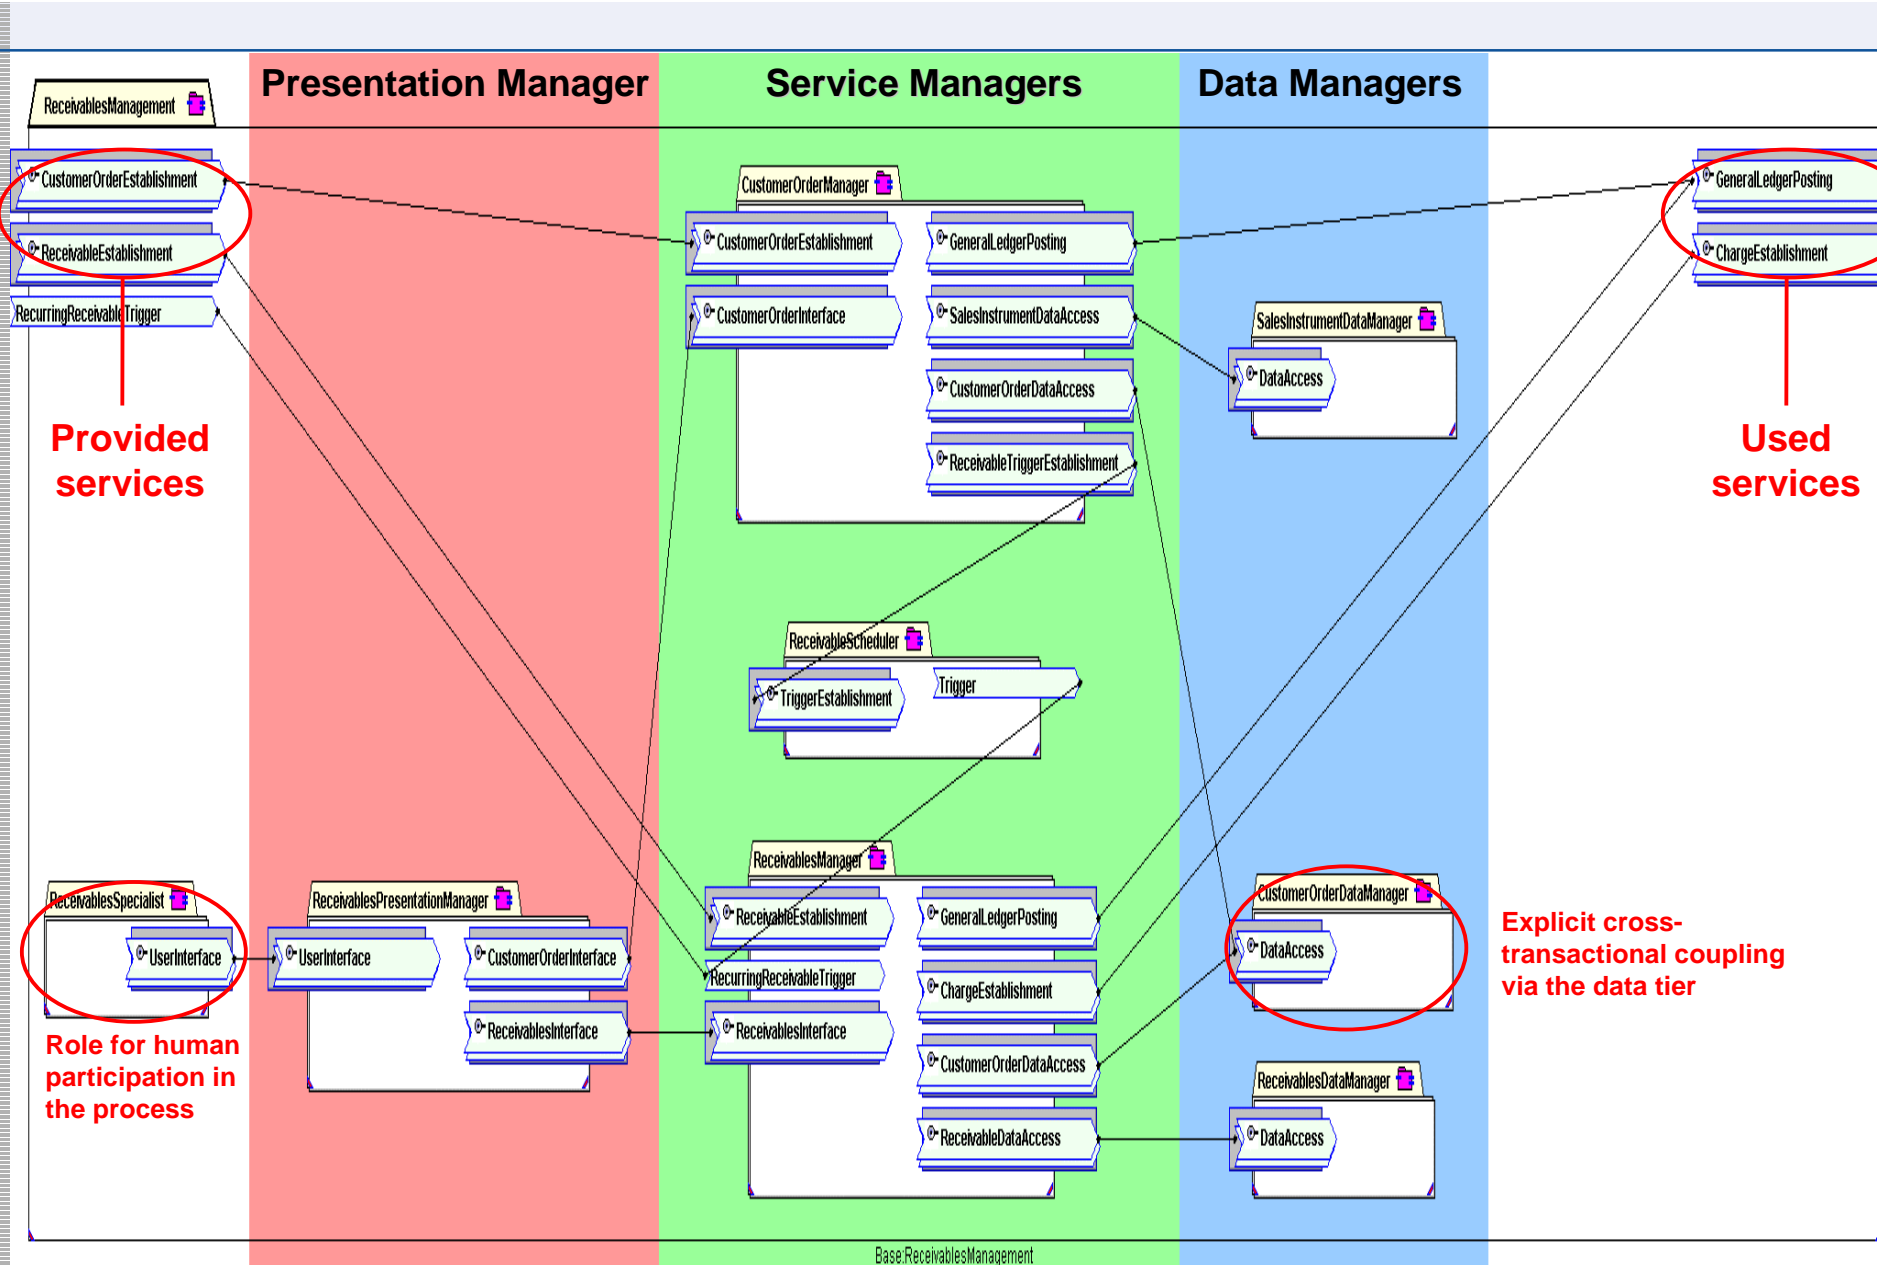 Presentation Manager
Service Managers
Data Managers
ReceivablesManagement
CustomerOrderEstablishment
ReceivableEstablishment
RecurringReceivableTrigger
Provided
services
CustomerOrderManager
CustomerOrderEstablishment
GeneralLedgerPosting
CustomerOrderInterface
SalesInstrumentDataAccess
CustomerOrderDataAccess
ReceivableTriggerEstablishment
SalesInstrumentDataManager
DataAccess
GeneralLedgerPosting
ChargeEstablishment
Used
services
ReceivableScheduler
TriggerEstablishment
Trigger
ReceivablesSpecialist
UserInterface
Role for human
participation in
the process
ReceivablesPresentationManager
UserInterface
CustomerOrderInterface
ReceivablesInterface
ReceivablesManager
ReceivableEstablishment
GeneralLedgerPosting
RecurringReceivableTrigger
ChargeEstablishment
ReceivablesInterface
CustomerOrderDataAccess
ReceivableDataAccess
CustomerOrderDataManager
DataAccess
Explicit cross-
transactional coupling
via the data tier
ReceivablesDataManager
DataAccess
Base:ReceivablesManagement